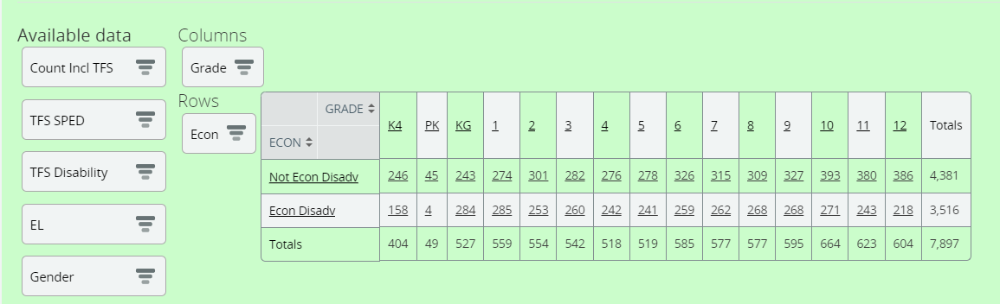 Available data
Count Incl TFS
TFS SPED
TFS Disability
EL
Gender
Columns
Grade
Rows
Econ
GRADE
ECON
K4 PK KG 1 2 3 4 5 6 7 8 9 10 11 12 Totals
Not Econ Disadv 246 45 243 274 301 282 276 278 326 315 309 327 393 380 386 4,381
Econ Disadv 158 4 284 285 253 260 242 241 259 262 268 268 271 243 218 3,516
Totals 404 49 527 559 554 542 518 519 585 577 577 595 664 623 604 7,897